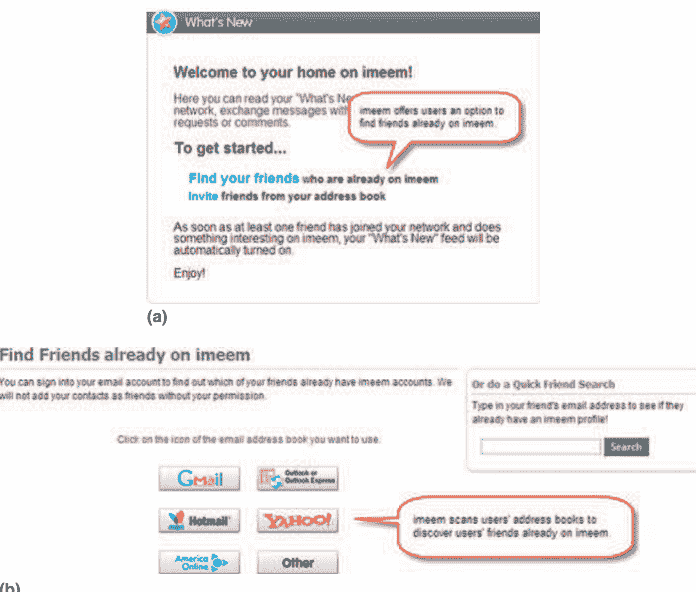 What's New
Welcome to your home on imeem!
Here you can read your "What's Ne
network, exchange messages with
requests or comments.
imeem offers users an option to
find friends already on imeem.
To get started...
Find your friends who are already on imeem
Invite friends from your address book
As soon as at least one friend has joined your network and does
something interesting on imeem, your "What's New" feed will be
automatically turned on.
Enjoy!
(a)
Find Friends already on imeem
You can sign into your email account to find out which of your friends already have imeem accounts. We
will not add your contacts as friends without your permission.
Or do a Quick Friend Search
Type in your friend's email address to see if they
already have an imeem profile!
Search
Click on the icon of the email address book you want to use.
GMail
Outlook or
Outlook Express
Hotmail
YAHOO!
America
Online
Other
imeem scans users' address books to
discover users' friends already on imeem.
(b)